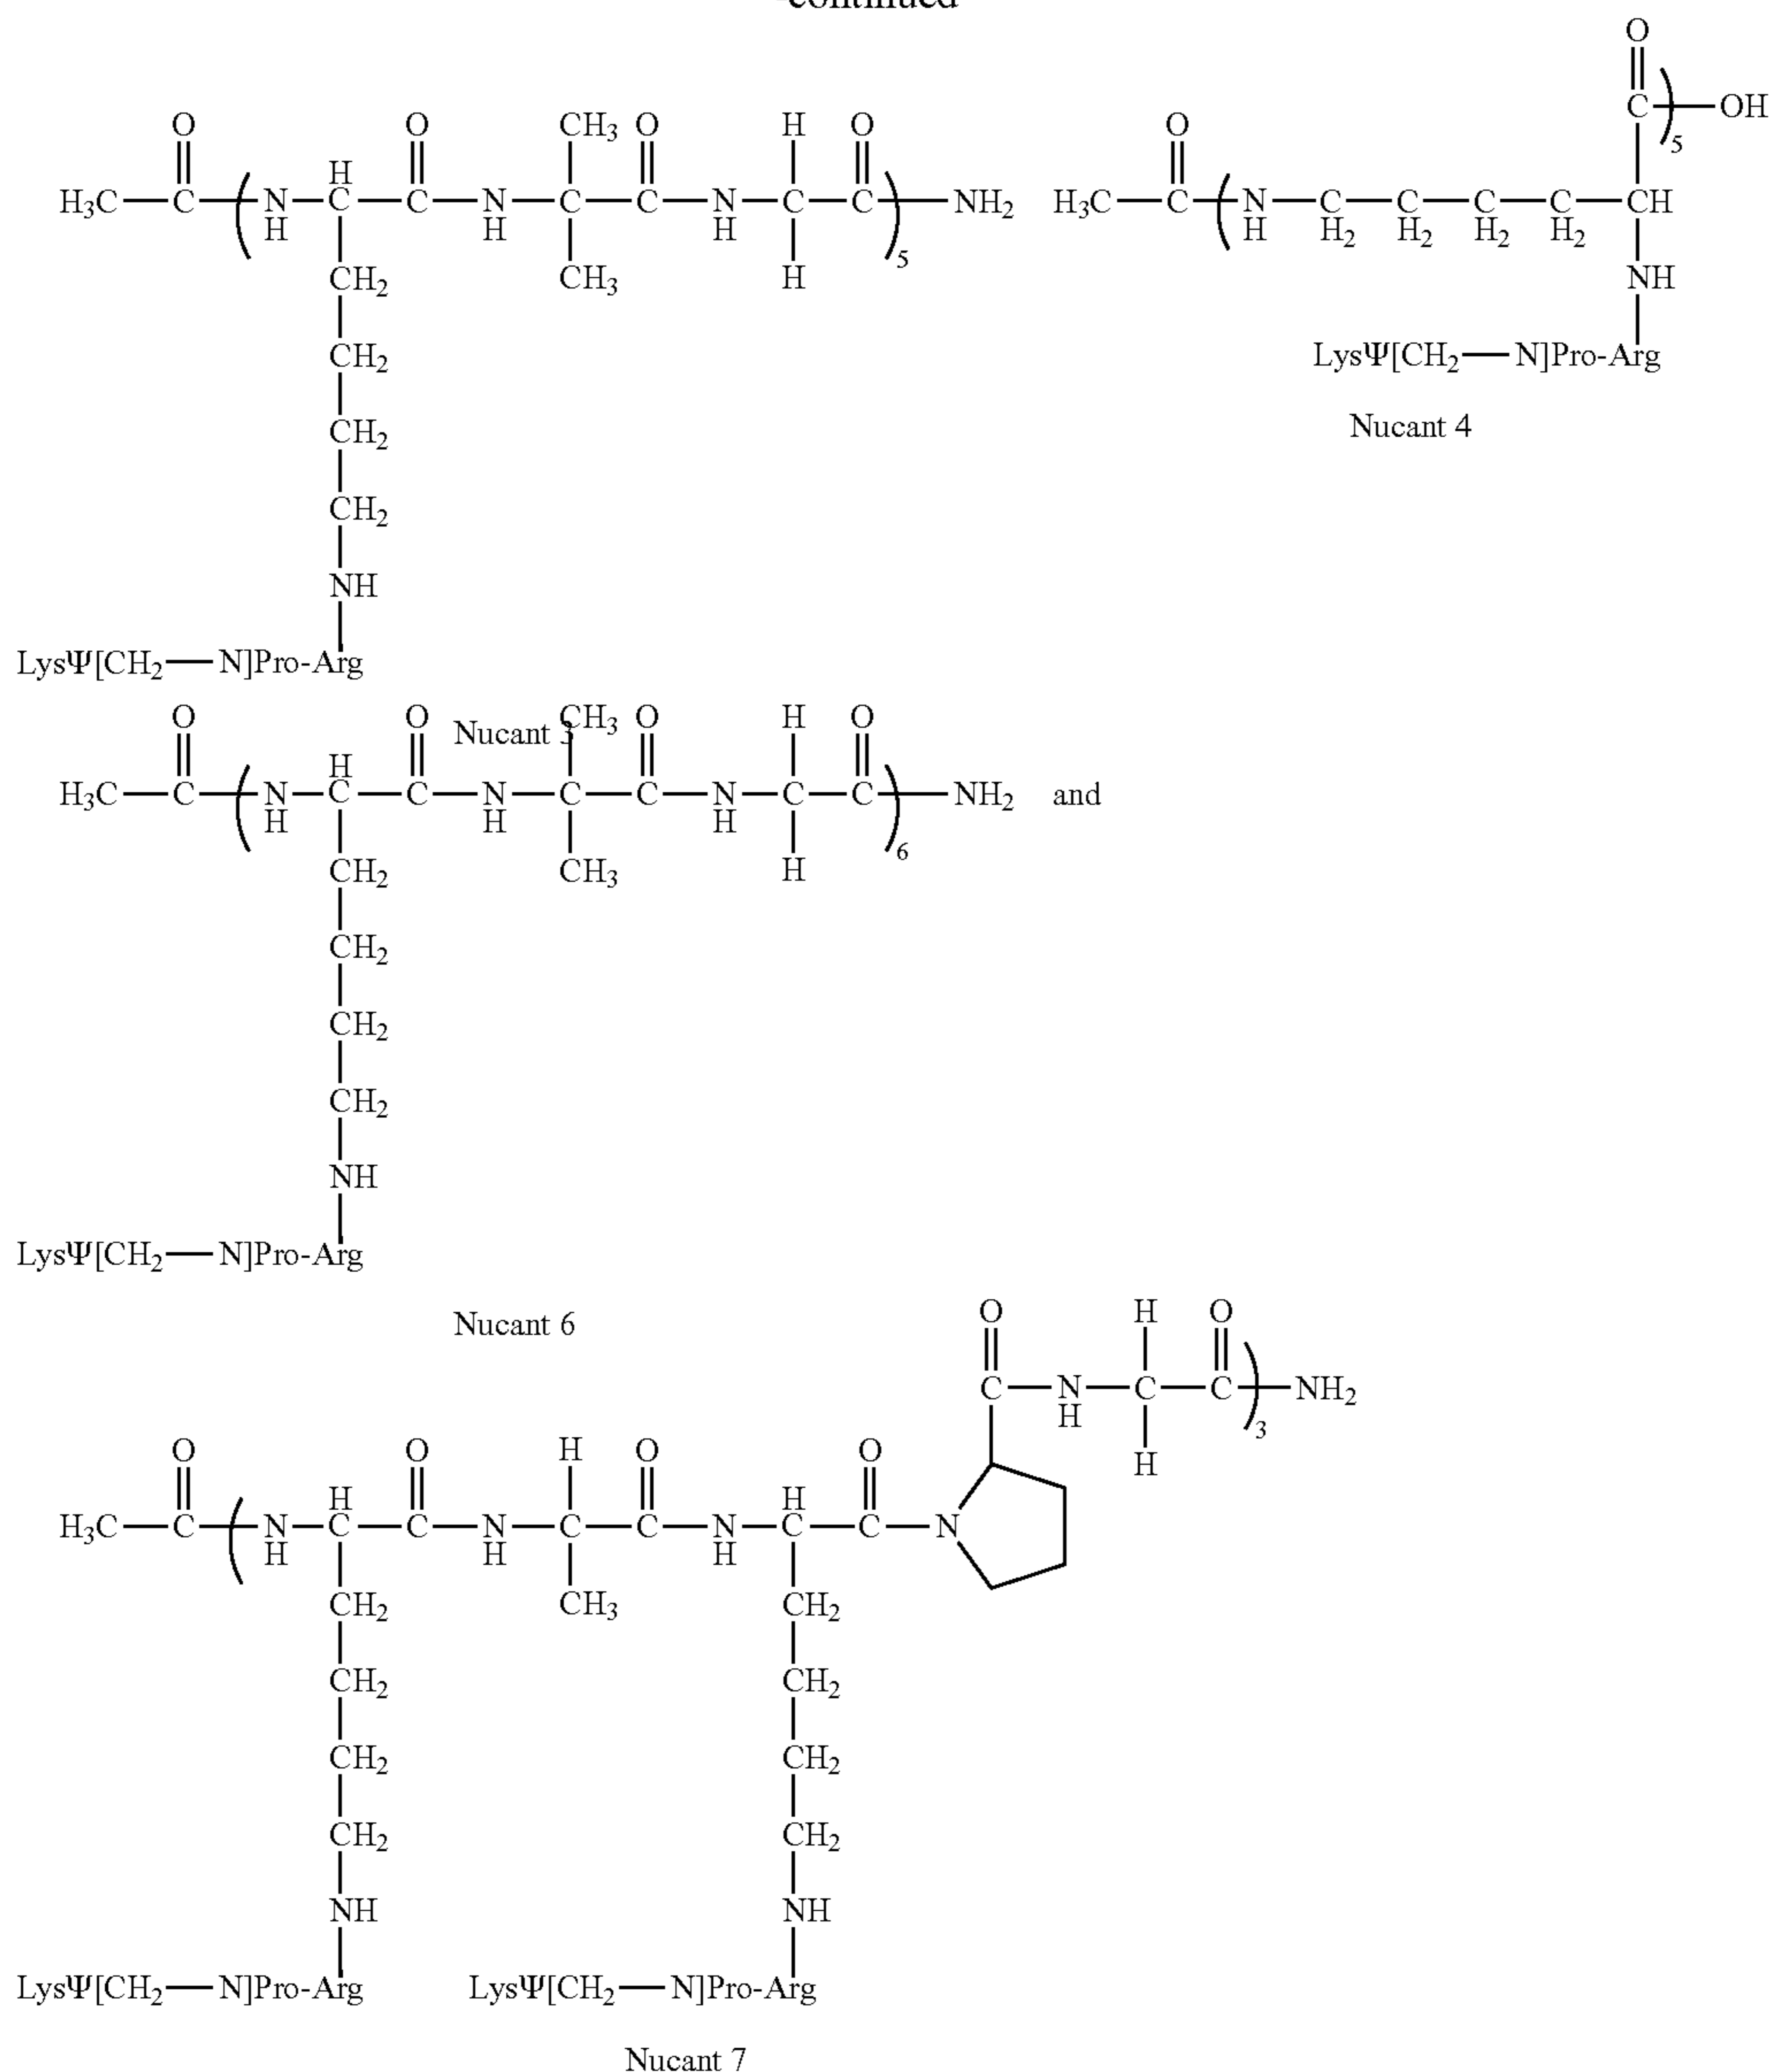 -continued
O
O O CH3 O H O O C )5 OH
H3C C ( N H C H C N H C C N H C C )5 NH2 H3C C ( N H C H2 C H2 C H2 C H2 CH
CH2 CH3 H NH
CH2 LysΨ[CH2—N]Pro-Arg
CH2 Nucant 4
CH2
NH
LysΨ[CH2—N]Pro-Arg
Nucant 3
O O CH3 O H O
H3C C ( N H C H C N H C C N H C C )6 NH2 and
CH2 CH3 H
CH2
CH2
CH2
NH
LysΨ[CH2—N]Pro-Arg
Nucant 6
O H O
C N H C C )3 NH2
H
O O H O O
H3C C ( N H C H C N H C C N H C H C N
CH2 CH3 CH2
CH2 CH2
CH2 CH2
CH2 CH2
NH NH
LysΨ[CH2—N]Pro-Arg LysΨ[CH2—N]Pro-Arg
Nucant 7